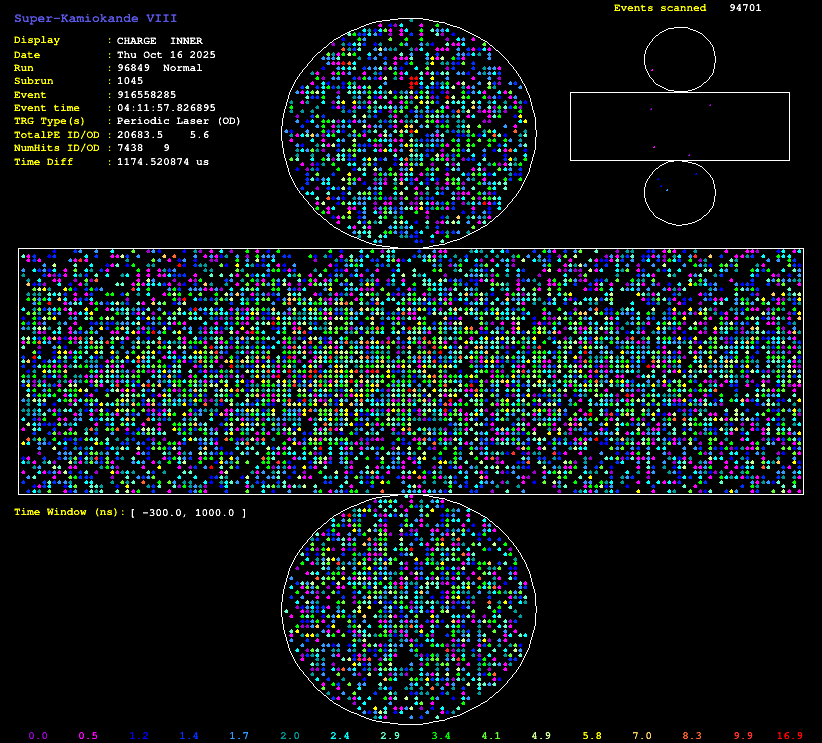 Super-Kamiokande VIII
Display : CHARGE INNER
Date : Thu Oct 16 2025
Run : 96849 Normal
Subrun : 1045
Event : 916558285
Event time : 04:11:57.826895
TRG Type(s) : Periodic Laser (OD)
TotalPE ID/OD : 20683.5 5.6
NumHits ID/OD : 7438 9
Time Diff : 1174.520874 us
Events scanned 94701
Time Window (ns): [ -300.0, 1000.0 ]
0.0 0.5 1.2 1.4 1.7 2.0 2.4 2.9 3.4 4.1 4.9 5.8 7.0 8.3 9.9 16.9